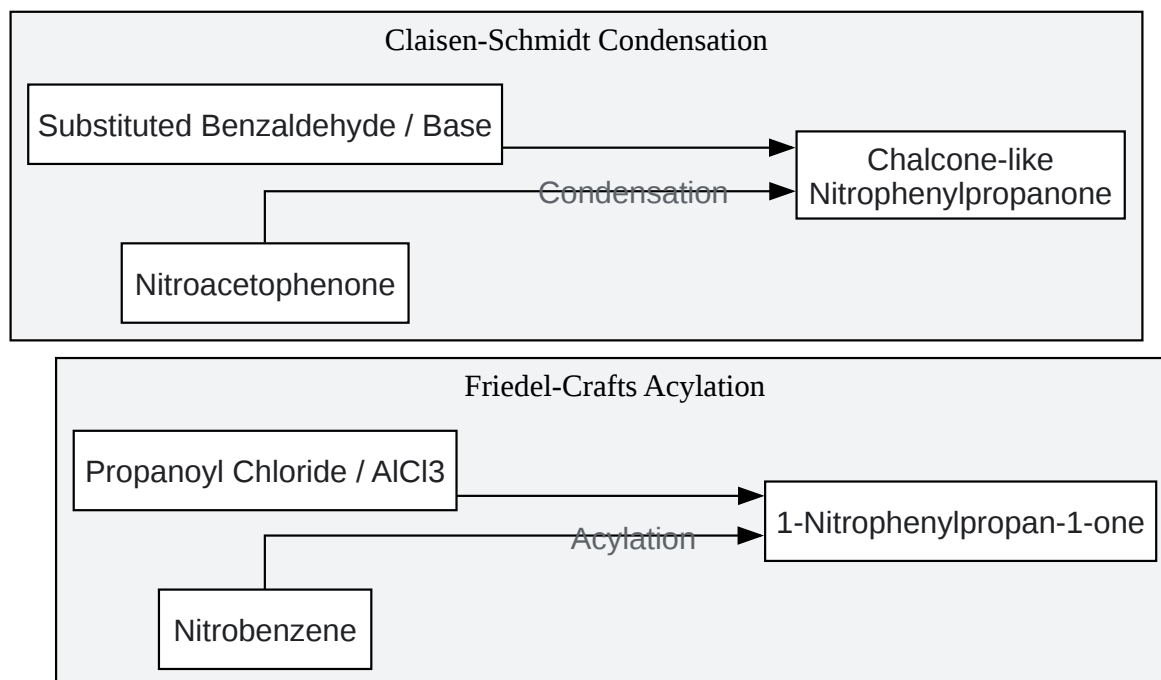 Claisen-Schmidt Condensation
Substituted Benzaldehyde / Base
Chalcone-like
Nitrophenylpropanone
Condensation
Nitroacetophenone
Friedel-Crafts Acylation
Propanoyl Chloride / AlCl3
1-Nitrophenylpropan-1-one
Acylation
Nitrobenzene